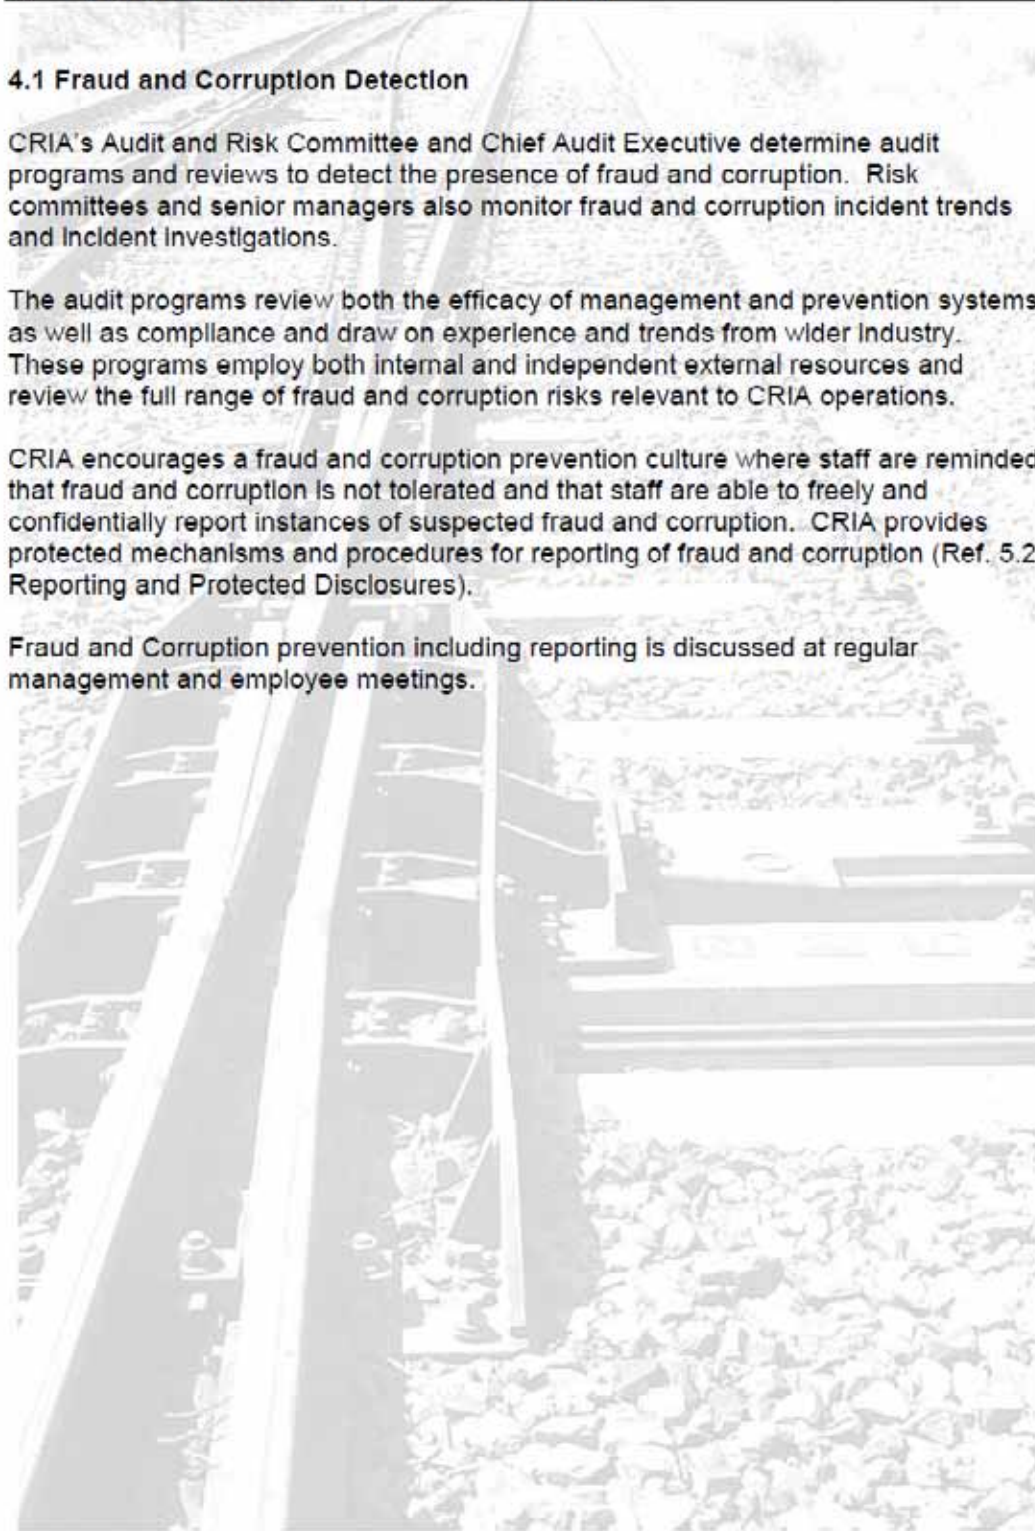 4.1 Fraud and Corruption Detection
CRIA's Audit and Risk Committee and Chief Audit Executive determine audit
programs and reviews to detect the presence of fraud and corruption.  Risk
committees and senior managers also monitor fraud and corruption incident trends
and incident investigations.
The audit programs review both the efficacy of management and prevention systems
as well as compliance and draw on experience and trends from wider industry.
These programs employ both internal and independent external resources and
review the full range of fraud and corruption risks relevant to CRIA operations.
CRIA encourages a fraud and corruption prevention culture where staff are reminded
that fraud and corruption is not tolerated and that staff are able to freely and
confidentially report instances of suspected fraud and corruption.  CRIA provides
protected mechanisms and procedures for reporting of fraud and corruption (Ref. 5.2
Reporting and Protected Disclosures).
Fraud and Corruption prevention including reporting is discussed at regular
management and employee meetings.